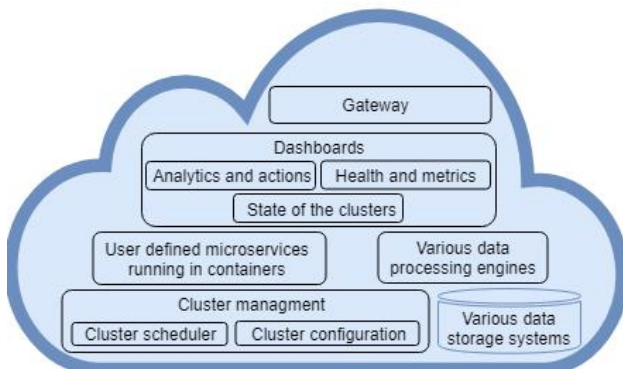 Gateway
Dashboards
Analytics and actions
Health and metrics
State of the clusters
User defined microservices
running in containers
Various data
processing engines
Cluster managment
Cluster scheduler
Cluster configuration
Various data
storage systems